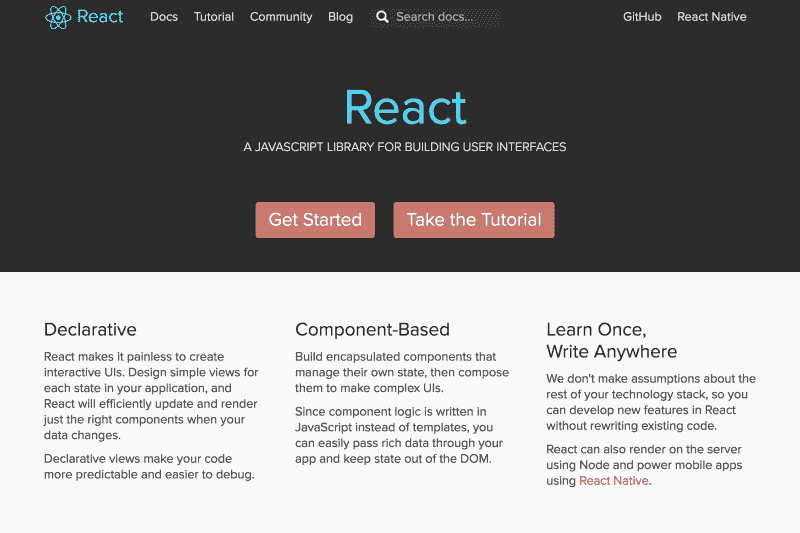 React Docs Tutorial Community Blog Search docs... GitHub React Native
React
A JAVASCRIPT LIBRARY FOR BUILDING USER INTERFACES
Get Started Take the Tutorial
Declarative
React makes it painless to create
interactive UIs. Design simple views for
each state in your application, and
React will efficiently update and render
just the right components when your
data changes.
Declarative views make your code
more predictable and easier to debug.
Component-Based
Build encapsulated components that
manage their own state, then compose
them to make complex UIs.
Since component logic is written in
JavaScript instead of templates, you
can easily pass rich data through your
app and keep state out of the DOM.
Learn Once,
Write Anywhere
We don't make assumptions about the
rest of your technology stack, so you
can develop new features in React
without rewriting existing code.
React can also render on the server
using Node and power mobile apps
using React Native.